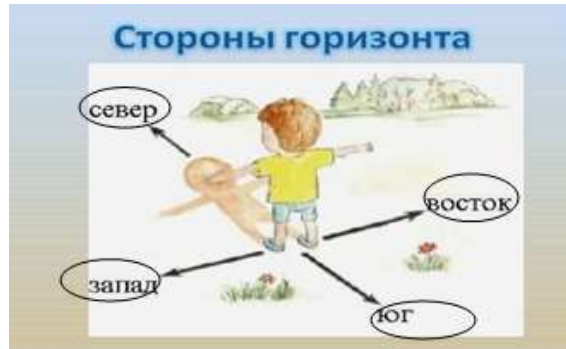 Стороны горизонта
север
восток
запад
юг